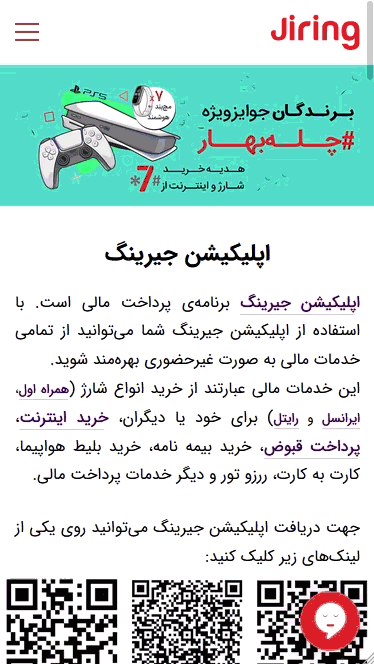 Jiring
PS5
۷x
مچ‌بند
هوشمند
برندگان جوایز ویژه
#چله‌بهار
هدیه خرید
شارژ و اینترنت از #7*
اپلیکیشن جیرینگ
اپلیکیشن جیرینگ برنامه‌ی پرداخت مالی است. با
استفاده از اپلیکیشن جیرینگ شما می‌توانید از تمامی
خدمات مالی به صورت غیرحضوری بهره‌مند شوید.
این خدمات مالی عبارتند از خرید انواع شارژ (همراه اول،
ایرانسل و رایتل) برای خود یا دیگران، خرید اینترنت،
پرداخت قبوض، خرید بیمه نامه، خرید بلیط هواپیما،
کارت به کارت، رزرو تور و دیگر خدمات پرداخت مالی.
جهت دریافت اپلیکیشن جیرینگ می‌توانید روی یکی از
لینک‌های زیر کلیک کنید: